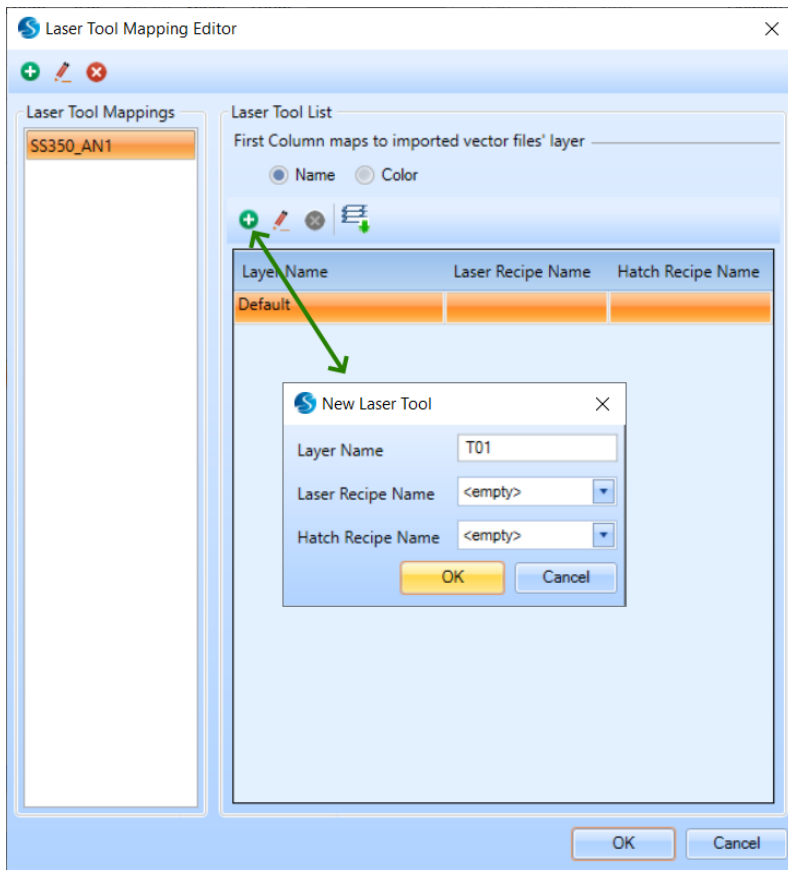 Laser Tool Mapping Editor
Laser Tool Mappings
SS350_AN1
Laser Tool List
First Column maps to imported vector files' layer
Name Color
Layer Name Laser Recipe Name Hatch Recipe Name
Default
New Laser Tool
Layer Name T01
Laser Recipe Name <empty>
Hatch Recipe Name <empty>
OK Cancel
OK Cancel